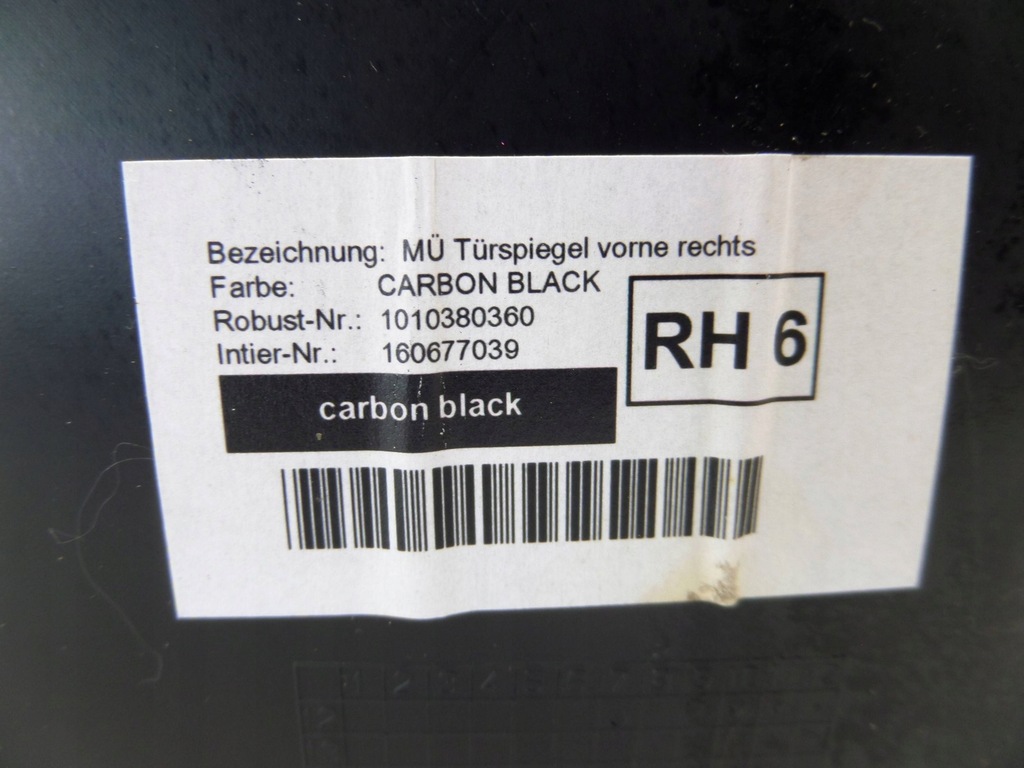 Bezeichnung: MÜ Türspiegel vorne rechts
Farbe: CARBON BLACK
Robust-Nr.: 1010380360
Intier-Nr.: 160677039
RH 6
carbon black